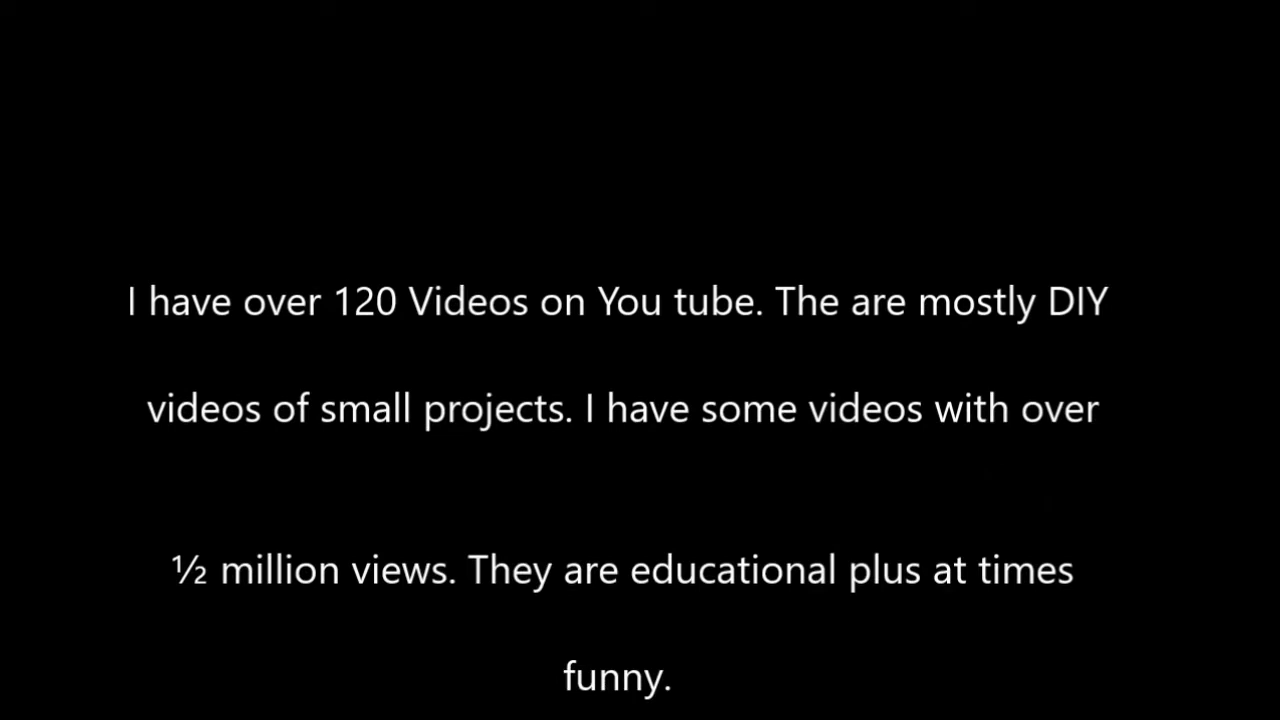 I have over 120 Videos on You tube. The are mostly DIY
videos of small projects. I have some videos with over
½ million views. They are educational plus at times
funny.